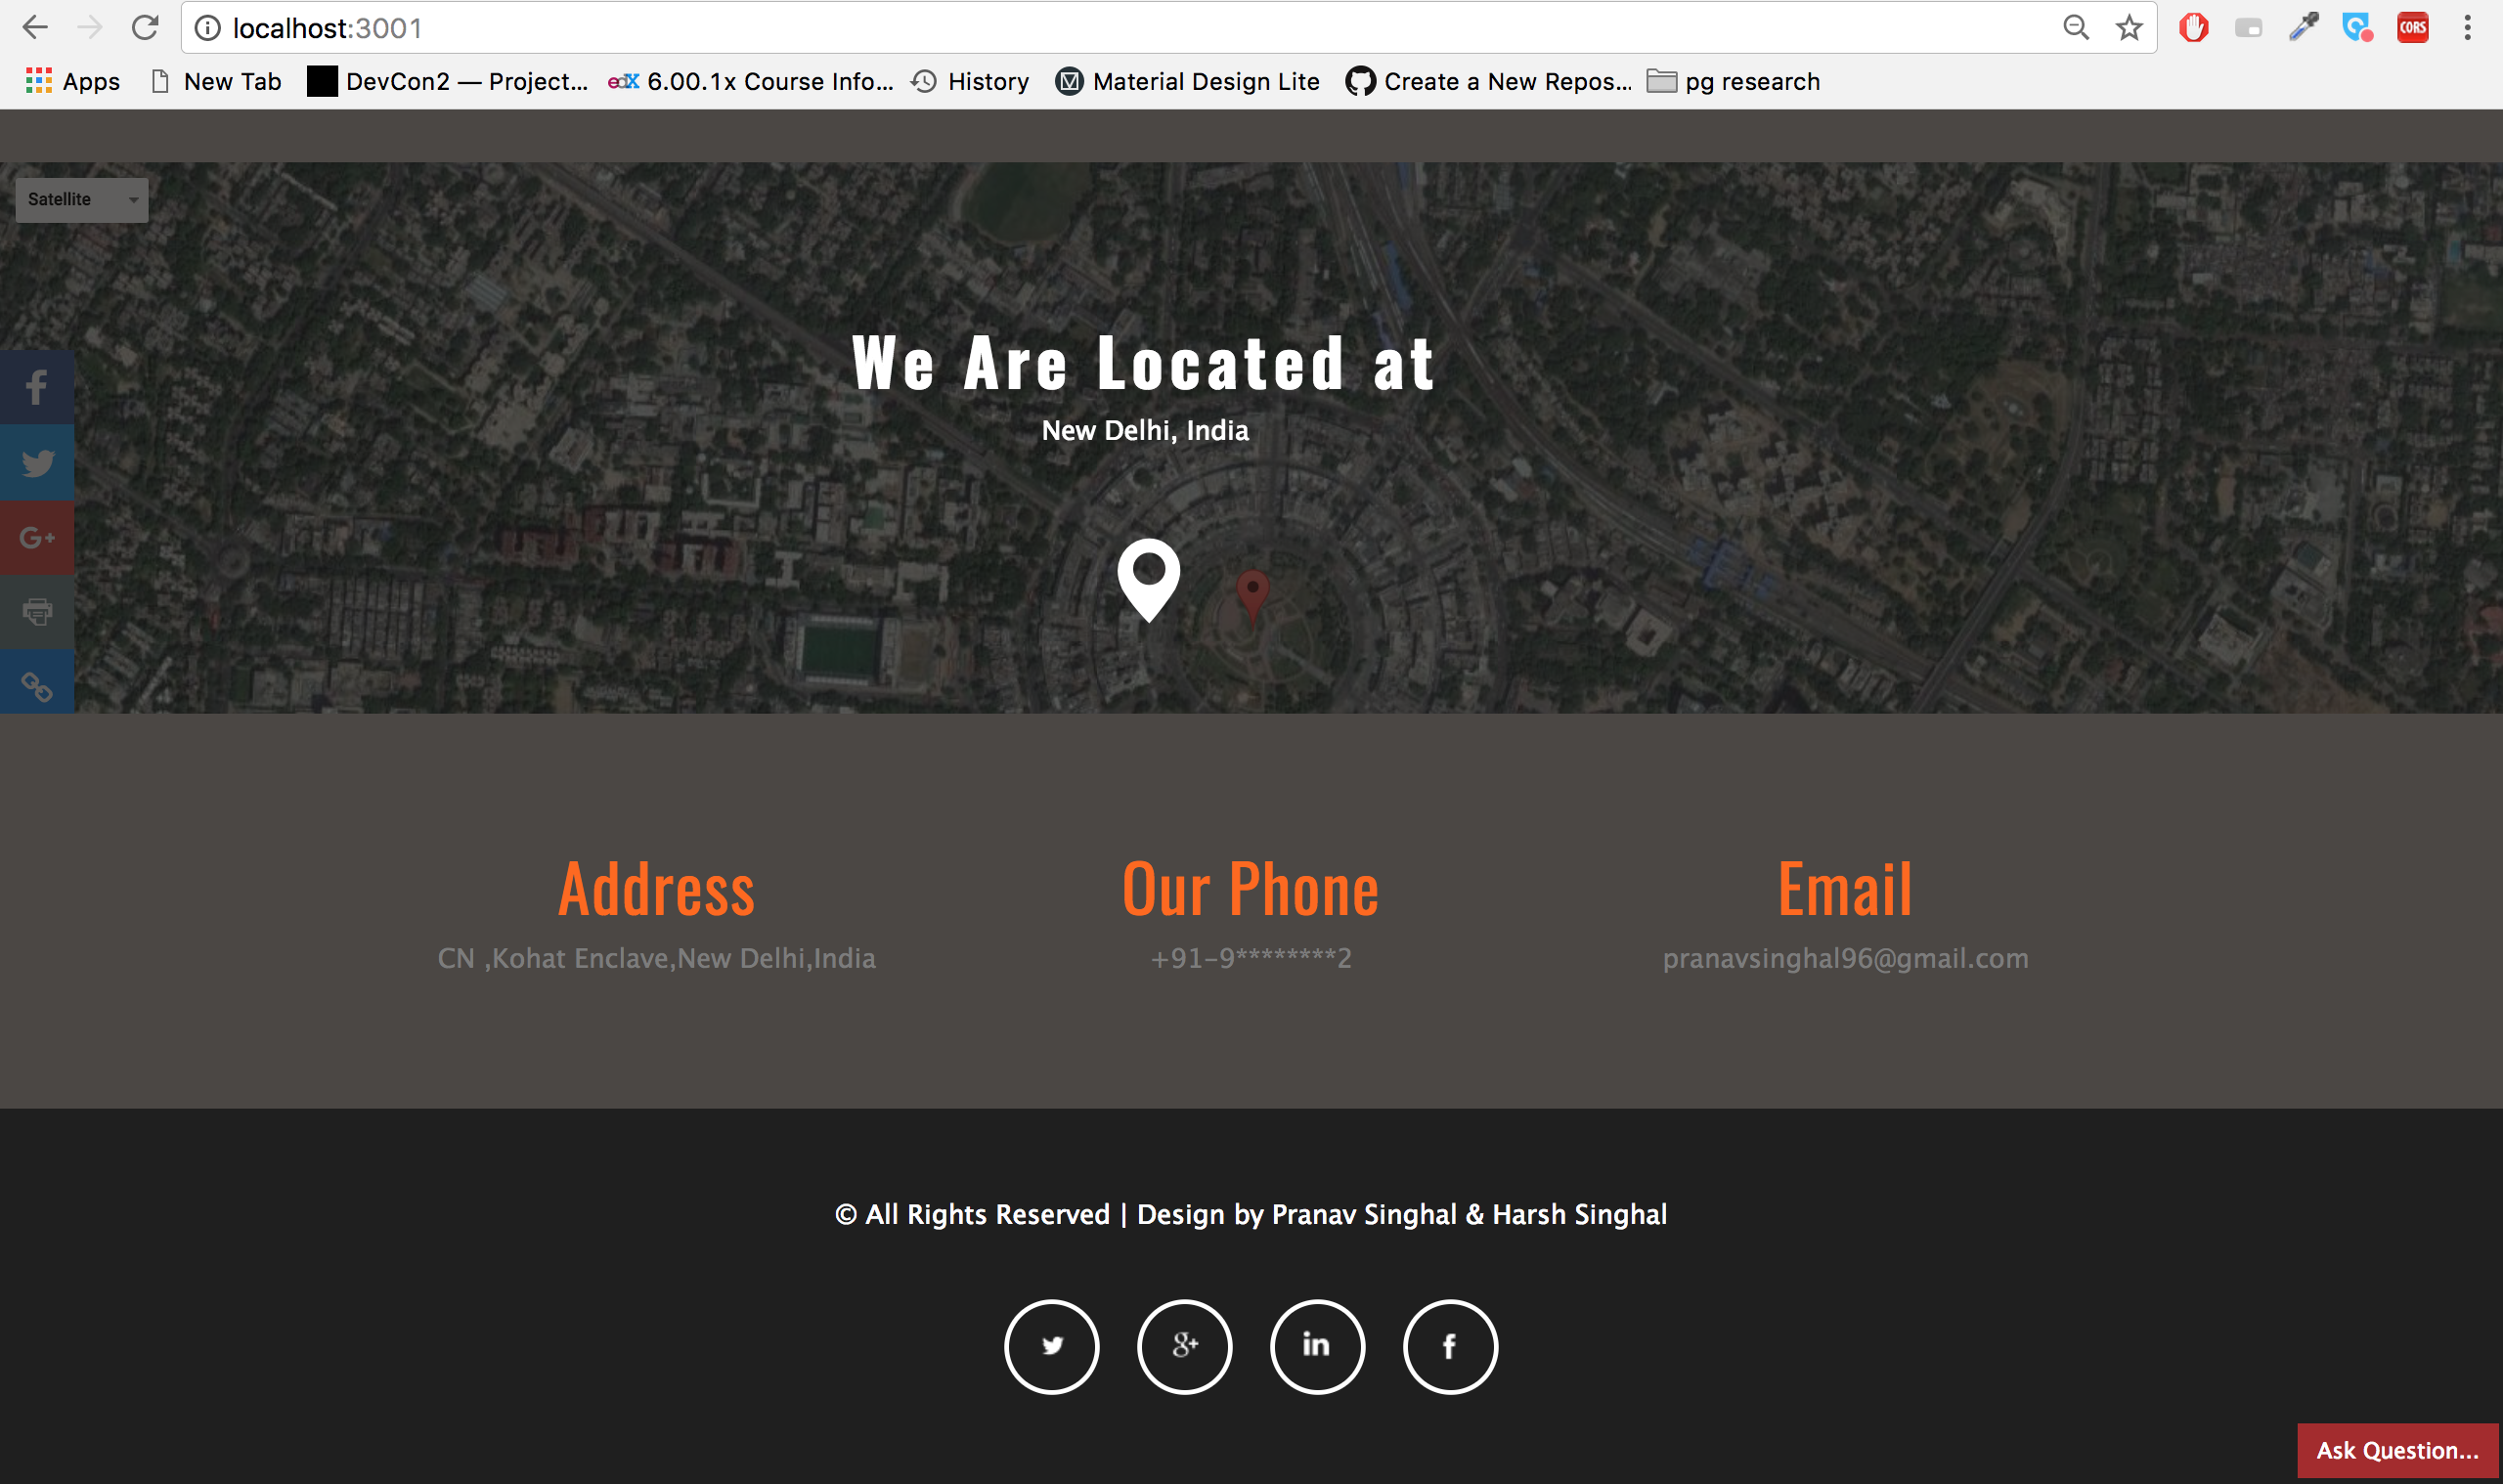 localhost:3001
CORS
Apps New Tab DevCon2 — Project... edX 6.00.1x Course Info... History Material Design Lite Create a New Repos... pg research
Satellite
We Are Located at
New Delhi, India
G+
Address Our Phone Email
CN ,Kohat Enclave,New Delhi,India +91-9********2 pranavsinghal96@gmail.com
© All Rights Reserved | Design by Pranav Singhal & Harsh Singhal
g+ in f
Ask Question...